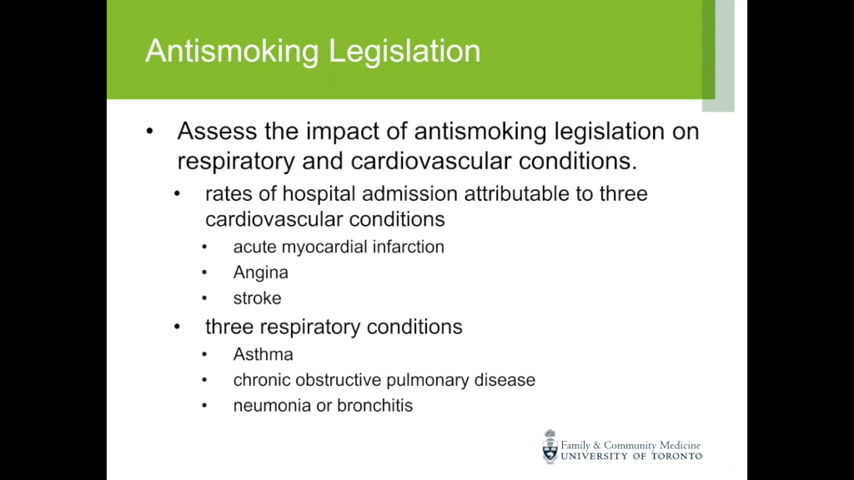 Antismoking Legislation
• Assess the impact of antismoking legislation on
respiratory and cardiovascular conditions.
• rates of hospital admission attributable to three
cardiovascular conditions
• acute myocardial infarction
• Angina
• stroke
• three respiratory conditions
• Asthma
• chronic obstructive pulmonary disease
• neumonia or bronchitis
Family & Community Medicine
UNIVERSITY OF TORONTO